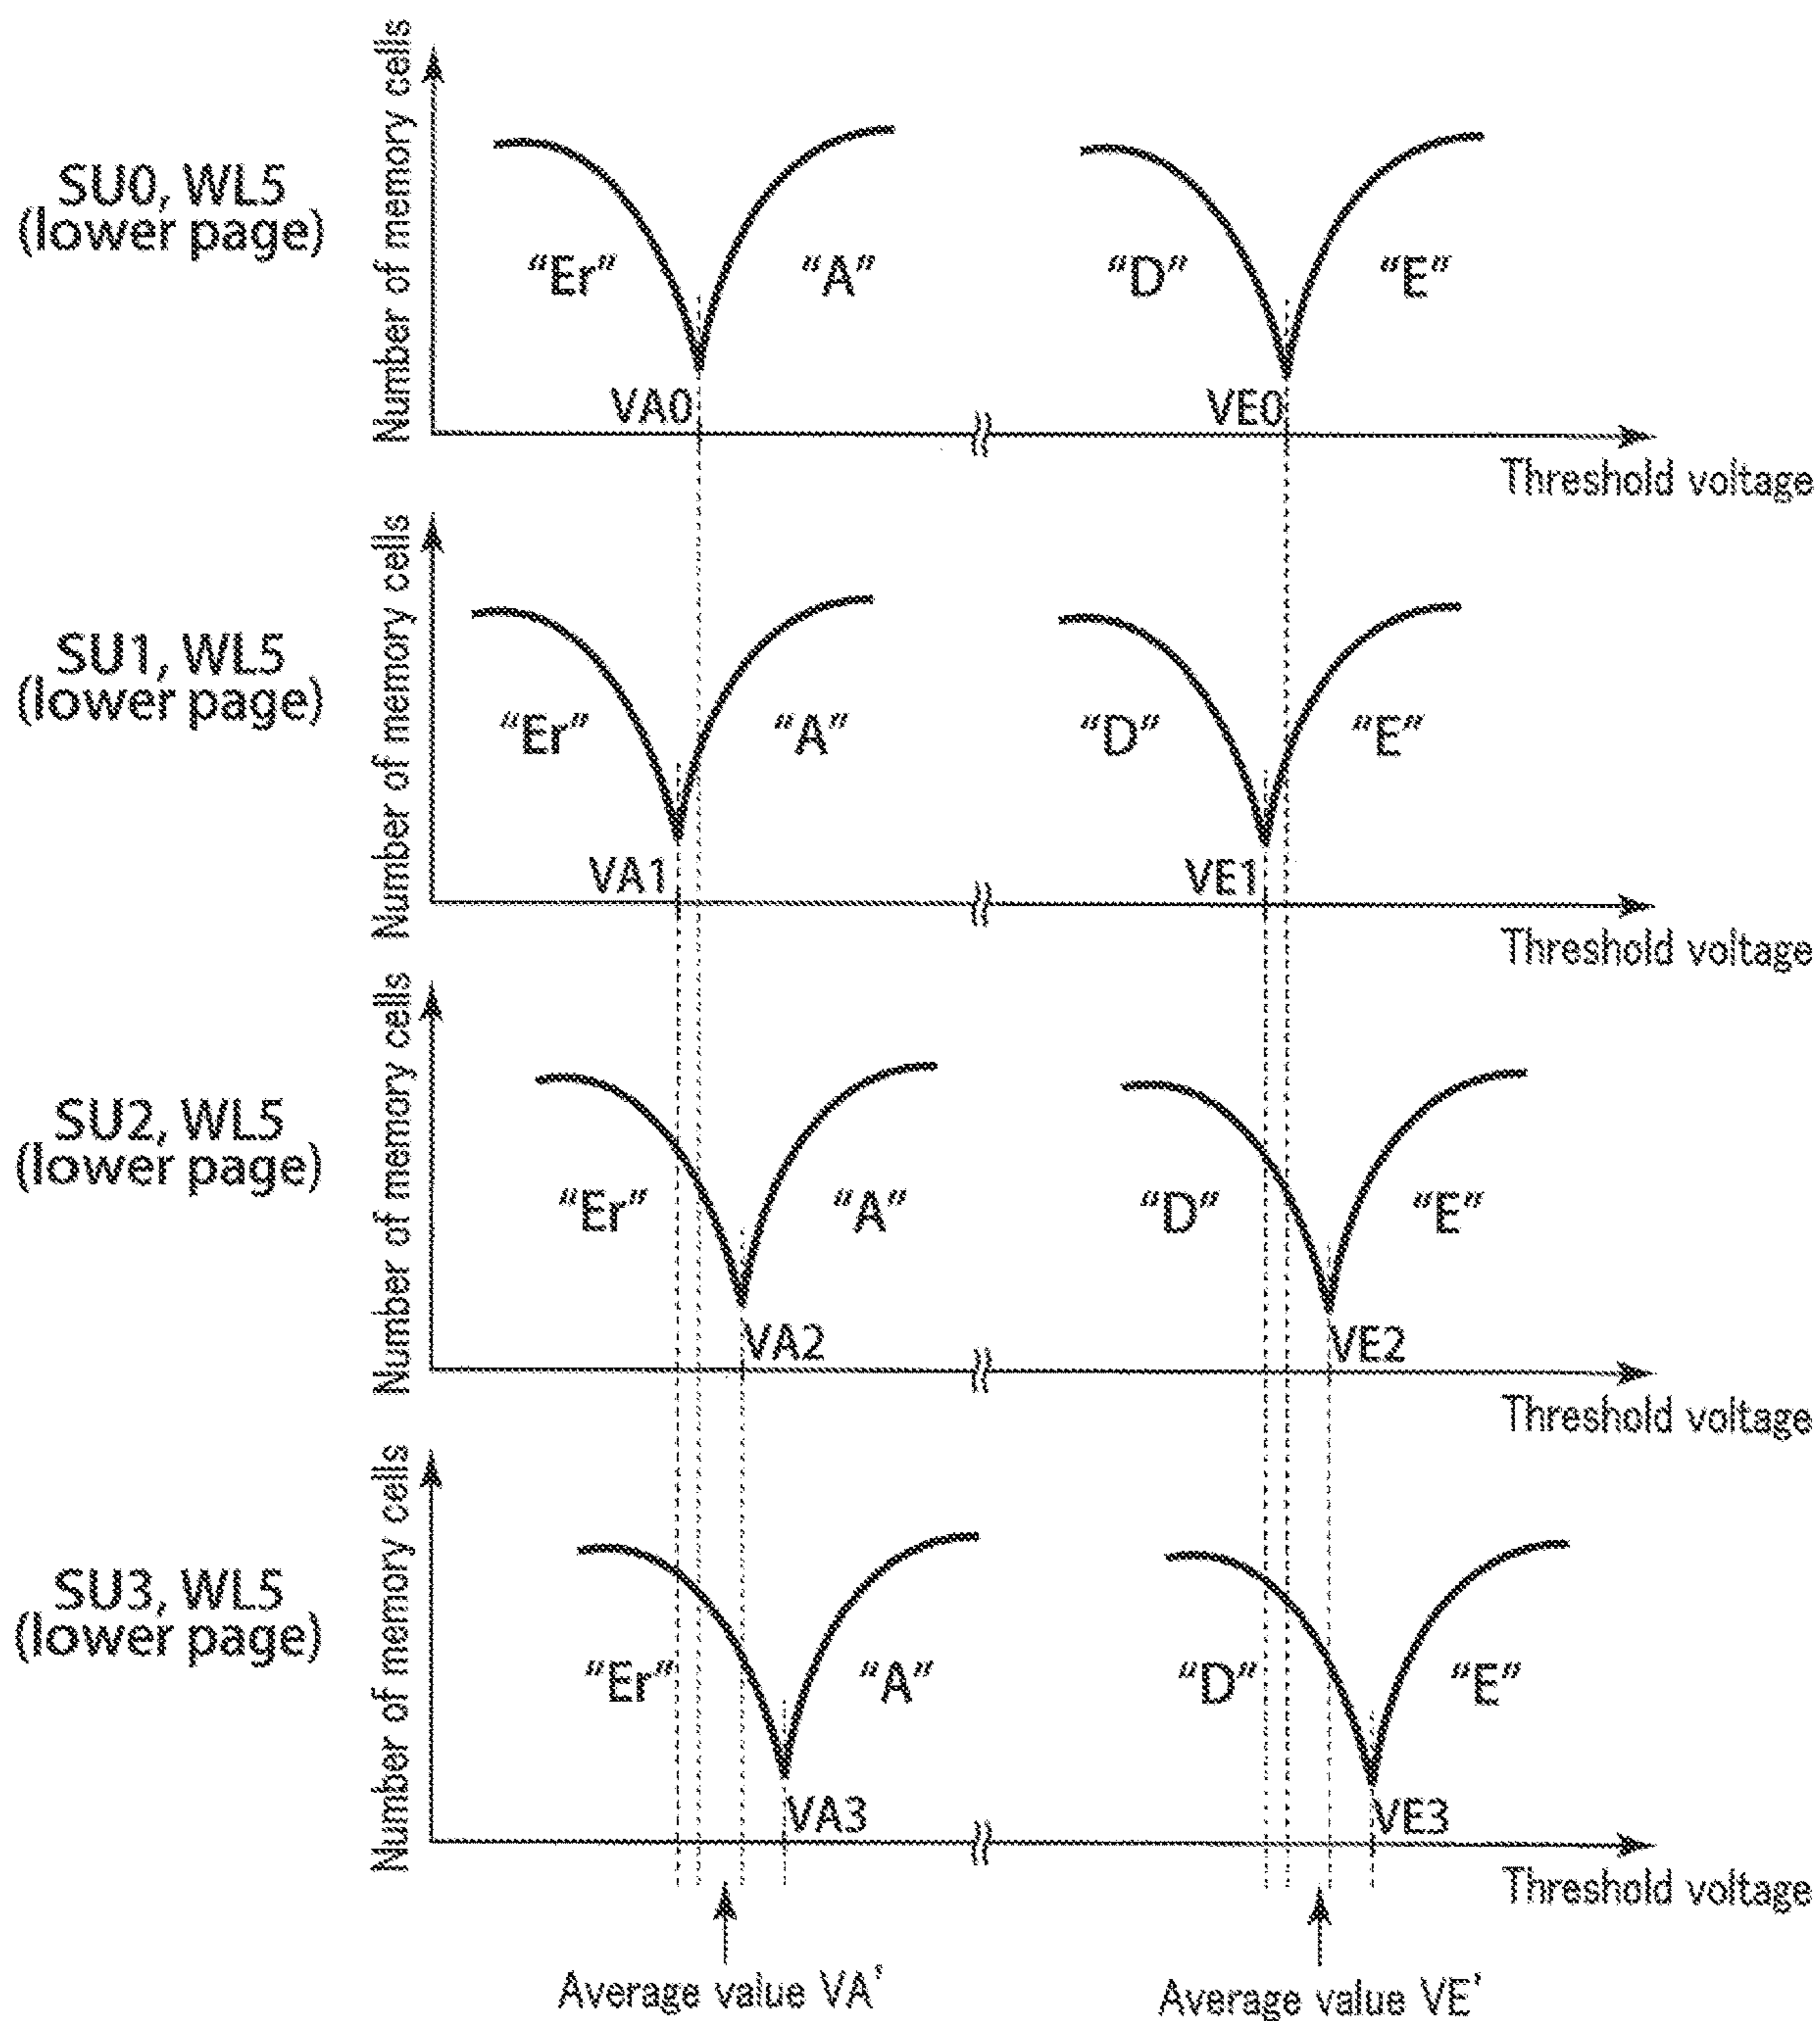 Number of memory cells
SU0, WL5
(lower page)
“Er”
“A”
“D”
“E”
VA0
VE0
Threshold voltage
Number of memory cells
SU1, WL5
(lower page)
“Er”
“A”
“D”
“E”
VA1
VE1
Threshold voltage
Number of memory cells
SU2, WL5
(lower page)
“Er”
“A”
“D”
“E”
VA2
VE2
Threshold voltage
Number of memory cells
SU3, WL5
(lower page)
“Er”
“A”
“D”
“E”
VA3
VE3
Threshold voltage
Average value VA’
Average value VE’